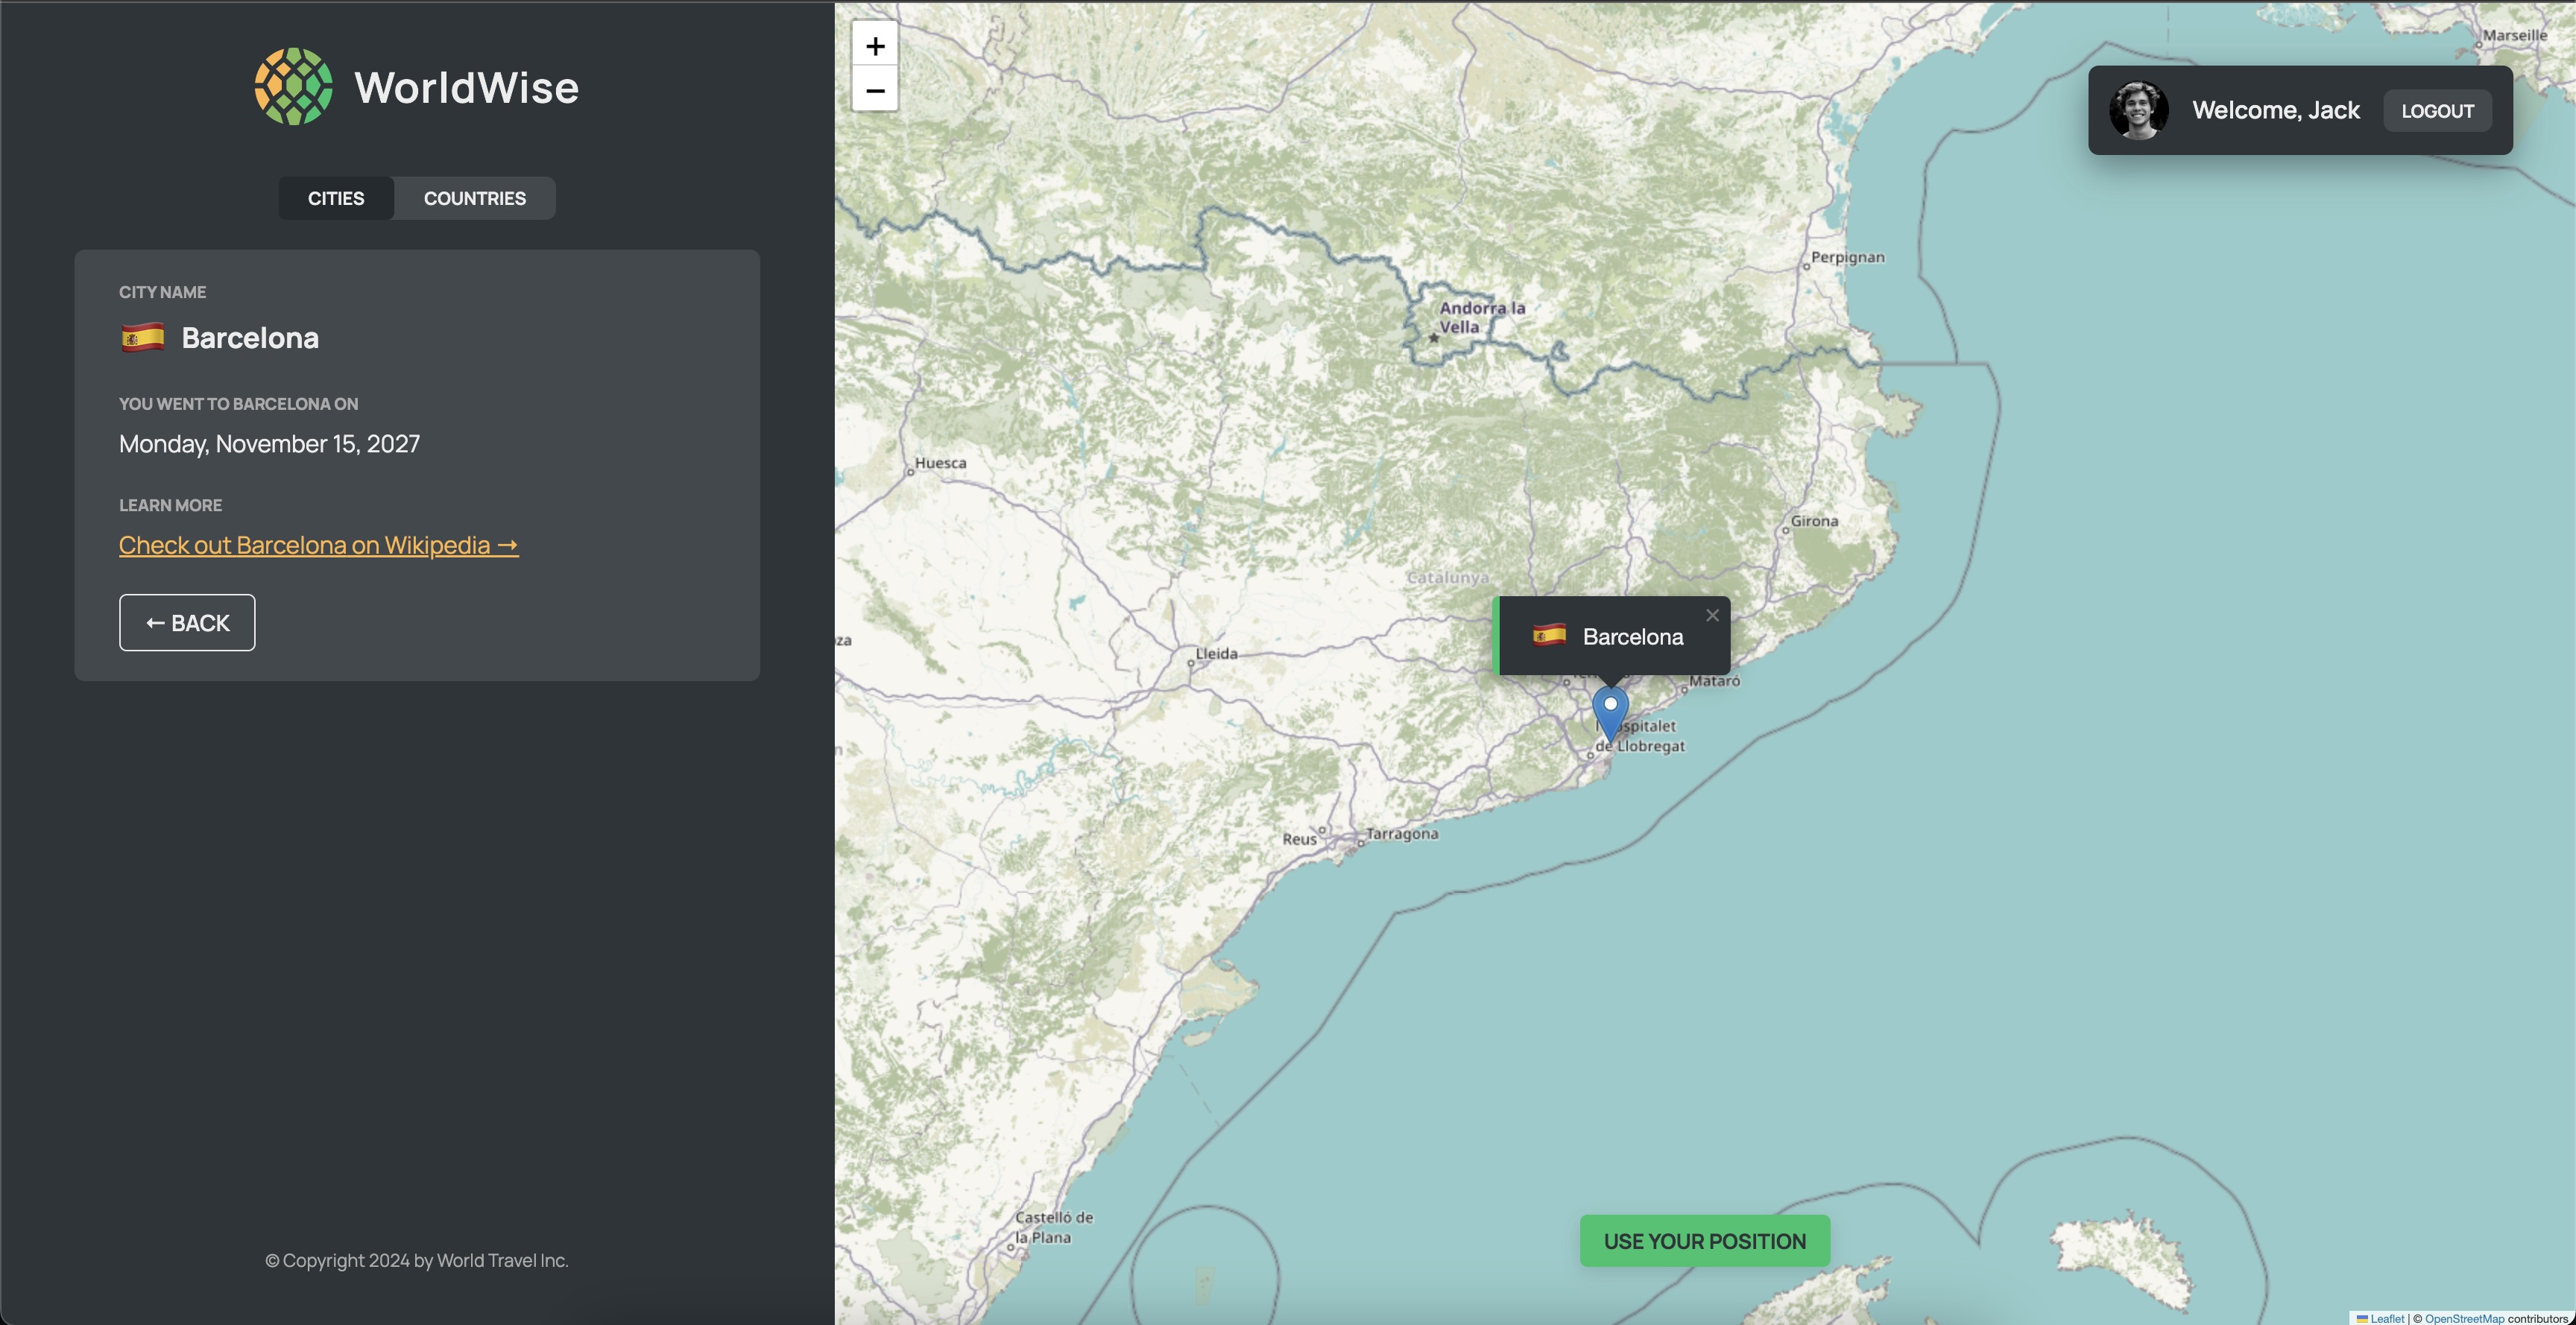 WorldWise
CITIES
COUNTRIES
CITY NAME
Barcelona
YOU WENT TO BARCELONA ON
Monday, November 15, 2027
LEARN MORE
Check out Barcelona on Wikipedia →
← BACK
© Copyright 2024 by World Travel Inc.
+
−
Marseille
Welcome, Jack
LOGOUT
Perpignan
Andorra la
Vella
Huesca
Girona
Catalunya
Barcelona
×
za
Lleida
Mataró
de Llobregat
Reus
Tarragona
Castelló de
la Plana
USE YOUR POSITION
Leaflet | © OpenStreetMap contributors